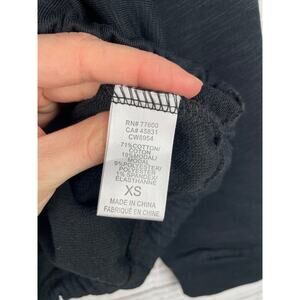 RN# 77600
CA# 45831
CW8954
71%COTTON/
COTON
19%MODAL/
MODAL
9%POLYESTER/
POLYESTER
1% SPANDEX/
ELASTHANNE
XS
MADE IN CHINA
FABRIQUÉ EN CHINE